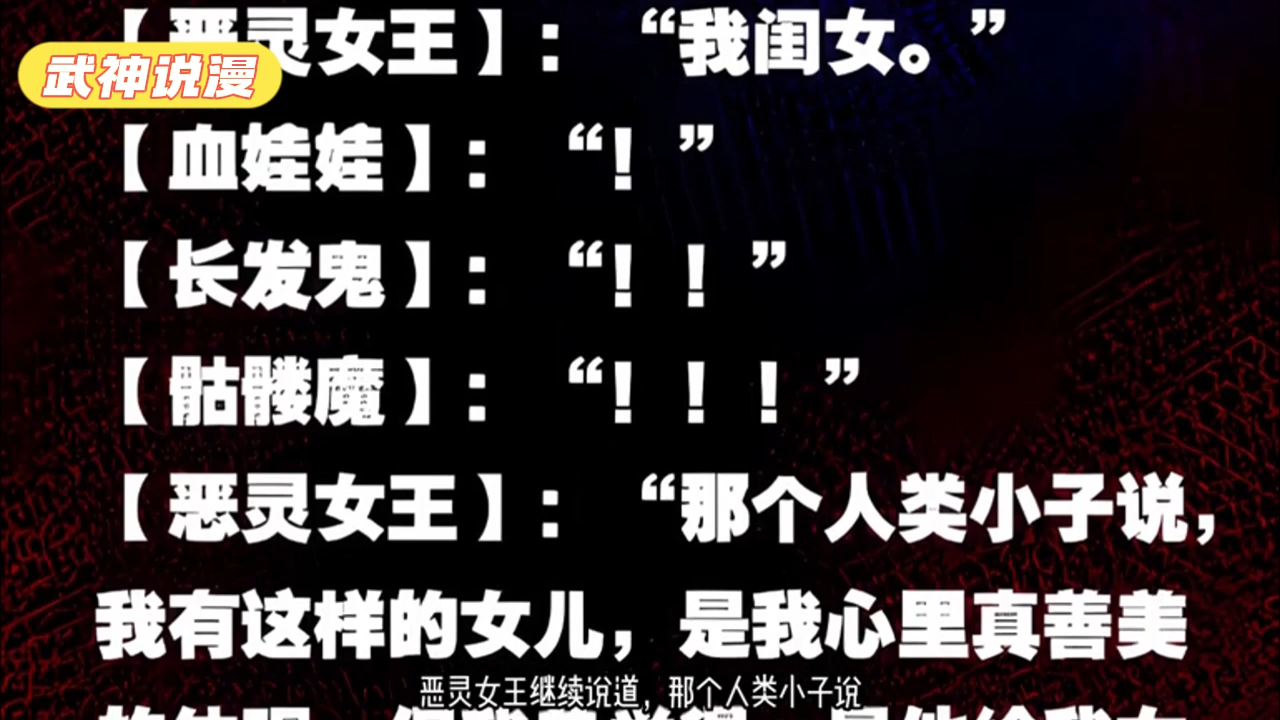 【恶灵女王】：“我闺女。”
武神说漫
【血娃娃】：“！”
【长发鬼】：“！！”
【骷髅魔】：“！！！”
【恶灵女王】：“那个人类小子说，
我有这样的女儿，是我心里真善美
恶灵女王继续说道，那个人类小子说